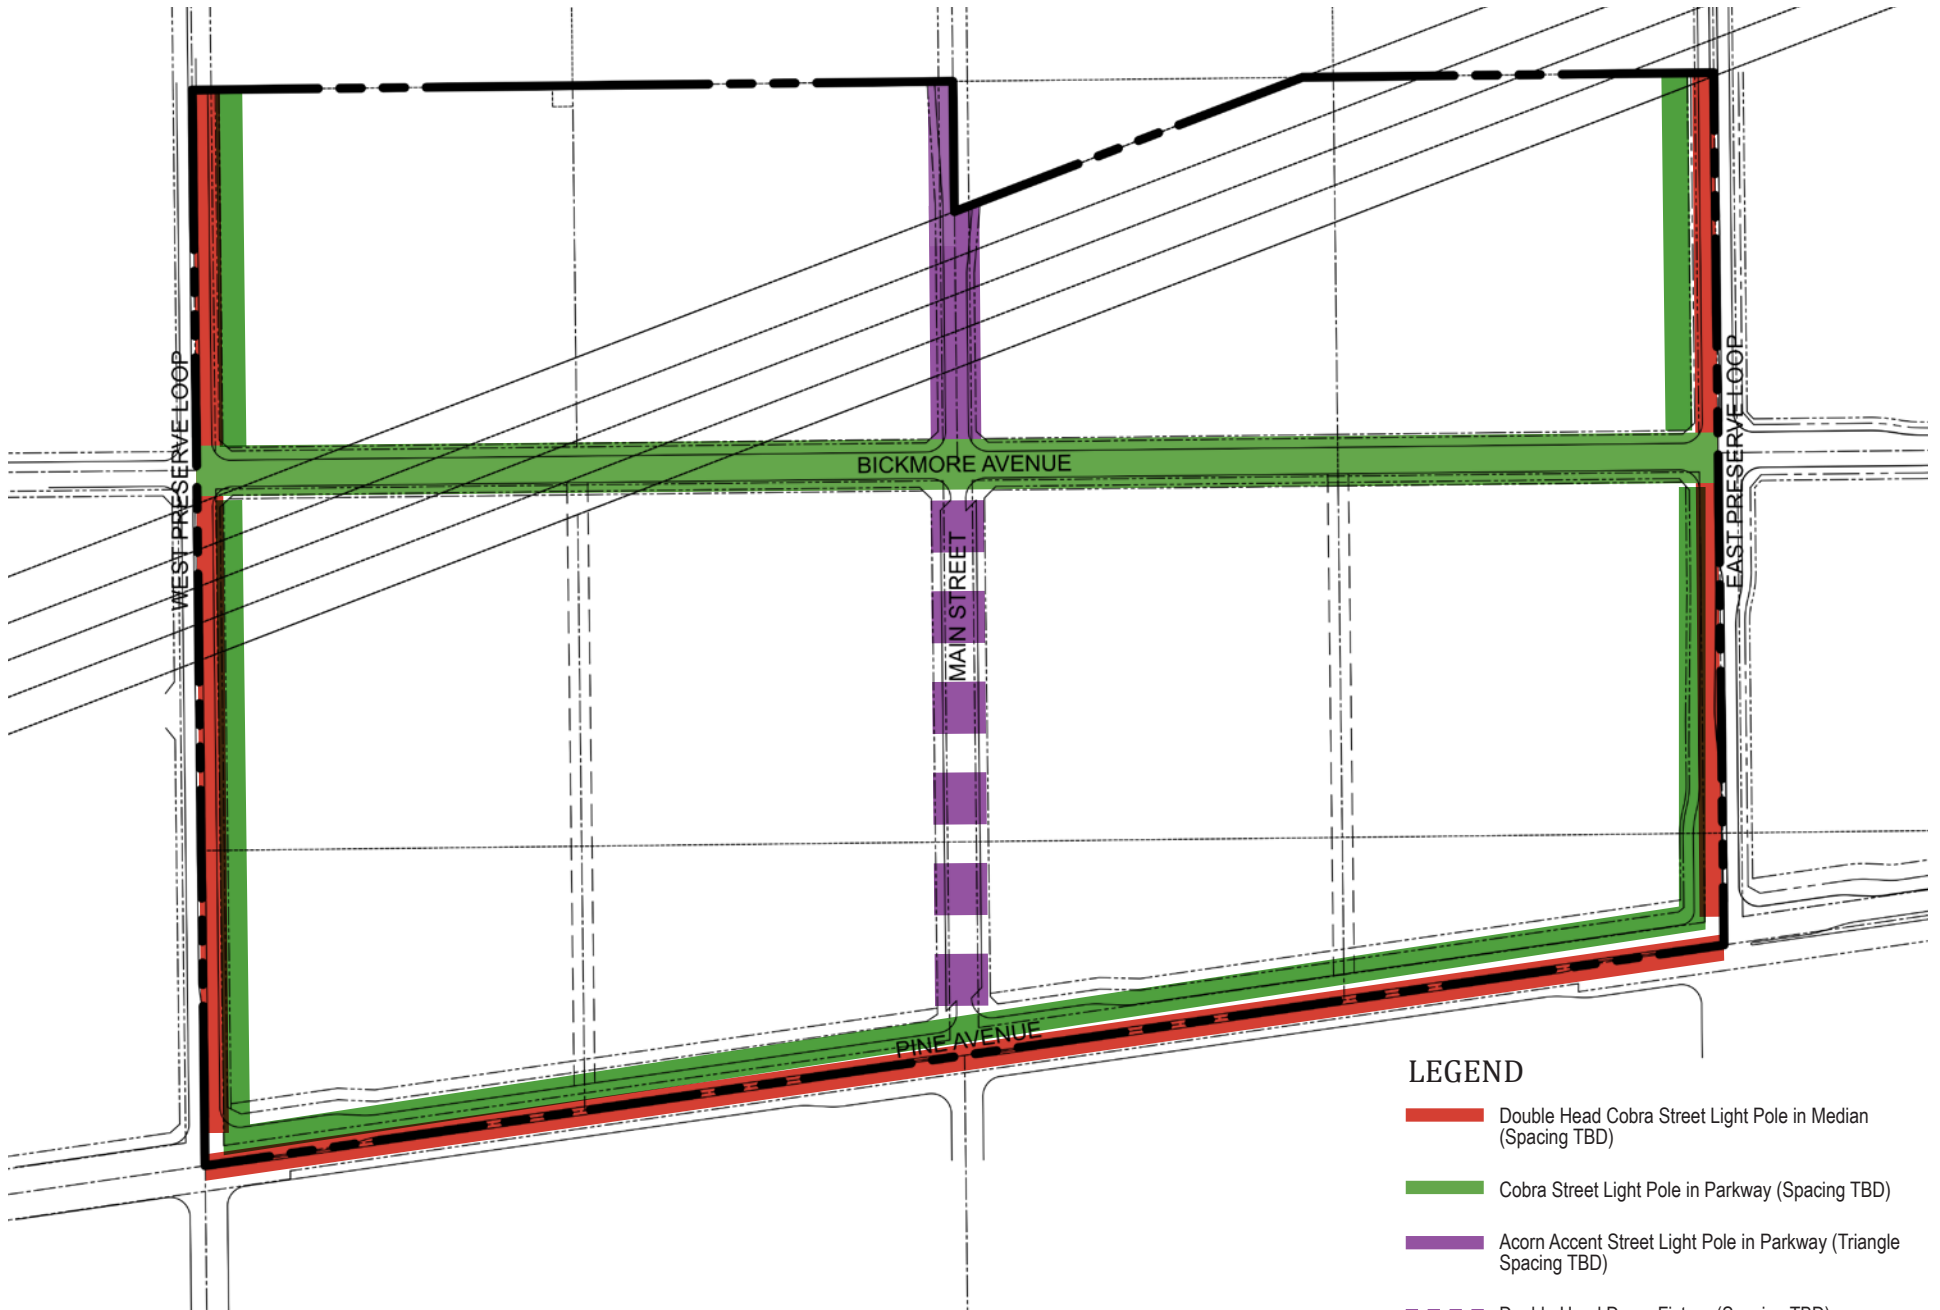 WEST PRESERVE LOOP
EAST PRESERVE LOOP
BICKMORE AVENUE
MAIN STREET
PINE AVENUE
LEGEND
Double Head Cobra Street Light Pole in Median
(Spacing TBD)
Cobra Street Light Pole in Parkway (Spacing TBD)
Acorn Accent Street Light Pole in Parkway (Triangle
Spacing TBD)